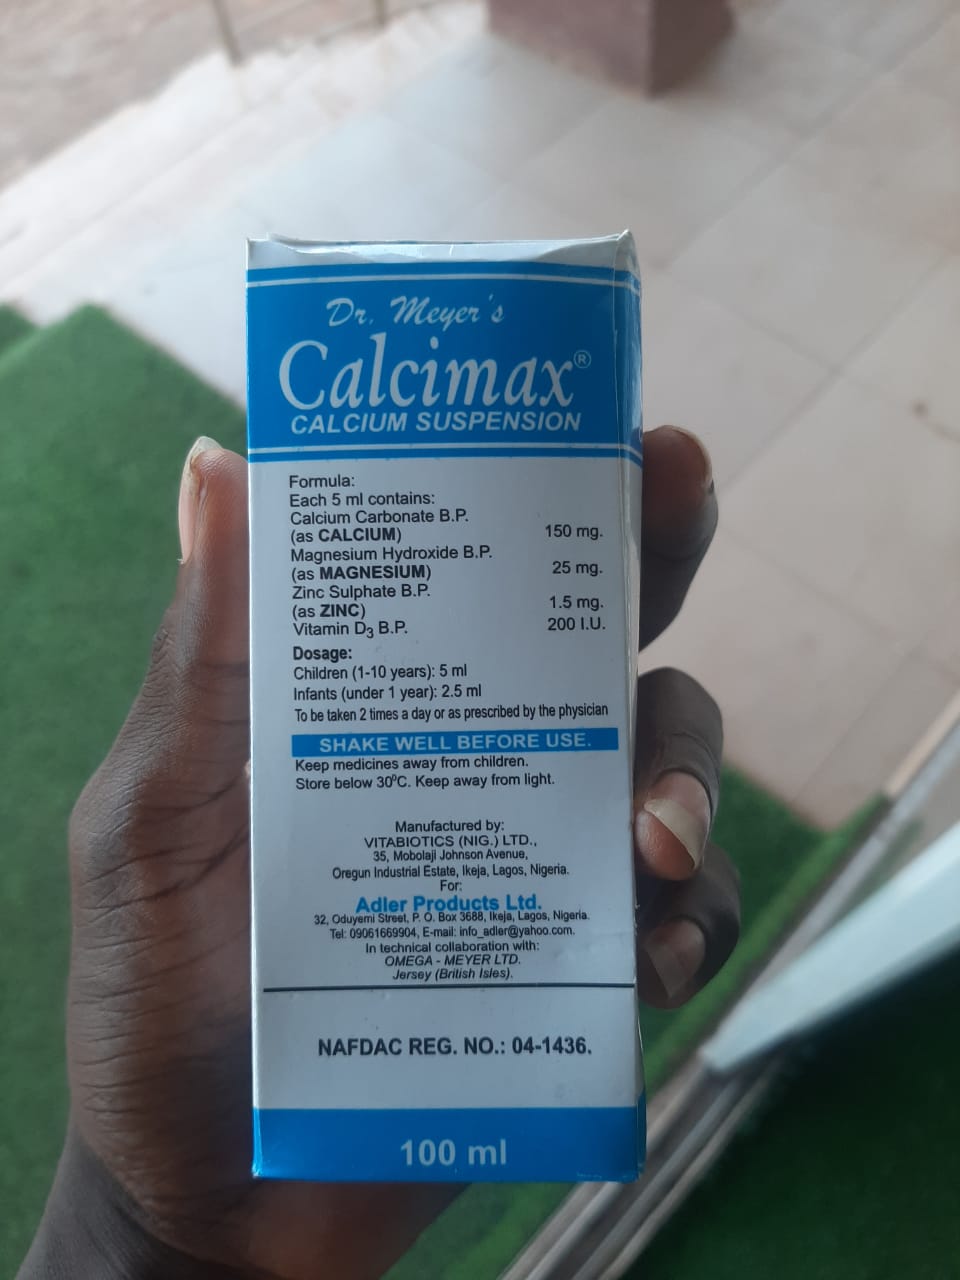 Dr. Meyer's
Calcimax®
CALCIUM SUSPENSION
Formula:
Each 5 ml contains:
Calcium Carbonate B.P.
(as CALCIUM) 150 mg.
Magnesium Hydroxide B.P.
(as MAGNESIUM) 25 mg.
Zinc Sulphate B.P.
(as ZINC) 1.5 mg.
Vitamin D3 B.P. 200 I.U.
Dosage:
Children (1-10 years): 5 ml
Infants (under 1 year): 2.5 ml
To be taken 2 times a day or as prescribed by the physician
SHAKE WELL BEFORE USE.
Keep medicines away from children.
Store below 30⁰C. Keep away from light.
Manufactured by:
VITABIOTICS (NIG.) LTD.,
35, Mobolaji Johnson Avenue,
Oregun Industrial Estate, Ikeja, Lagos, Nigeria.
For:
Adler Products Ltd.
32, Oduyemi Street, P. O. Box 3688, Ikeja, Lagos, Nigeria.
Tel: 09061669904, E-mail: info_adler@yahoo.com.
In technical collaboration with:
OMEGA - MEYER LTD.
Jersey (British Isles).
NAFDAC REG. NO.: 04-1436.
100 ml